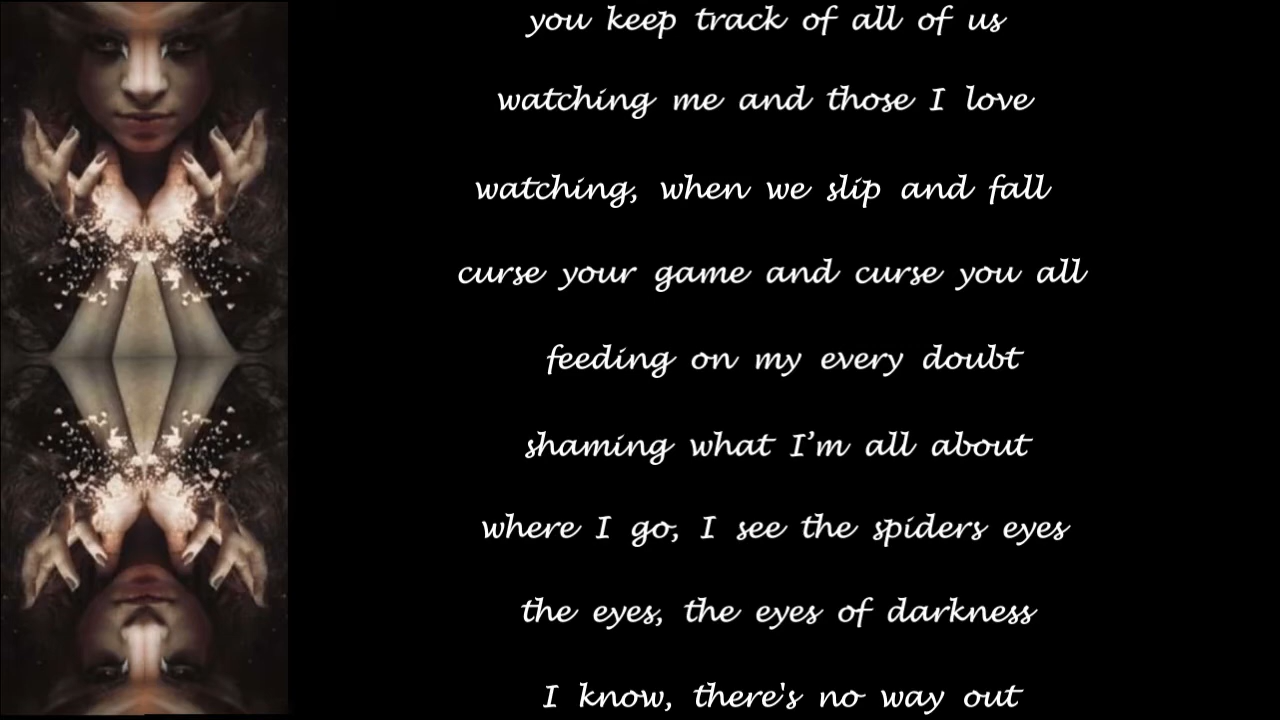 you keep track of all of us
watching me and those I love
watching, when we slip and fall
curse your game and curse you all
feeding on my every doubt
shaming what I'm all about
where I go, I see the spiders eyes
the eyes, the eyes of darkness
I know, there's no way out